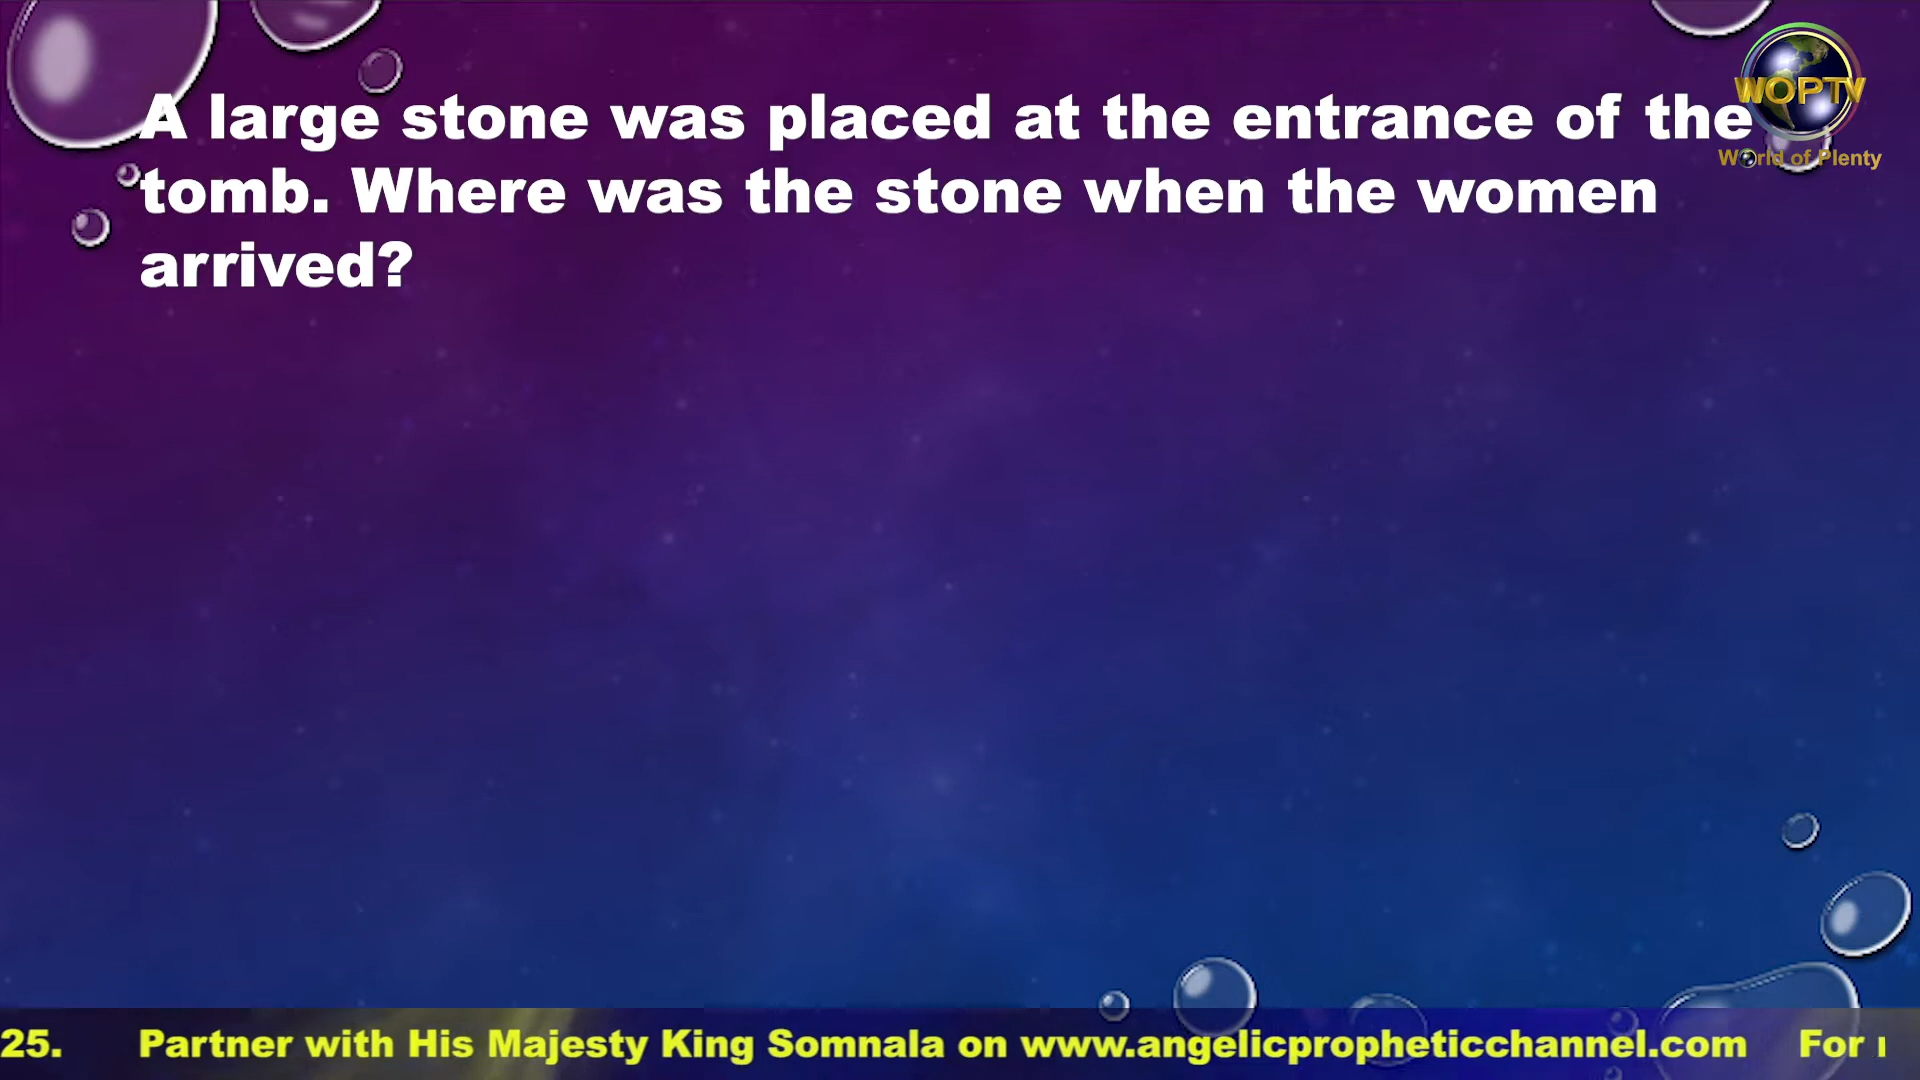 A large stone was placed at the entrance of the
tomb. Where was the stone when the women
arrived?
WOPTV
World of Plenty
25. Partner with His Majesty King Somnala on www.angelicpropheticchannel.com For